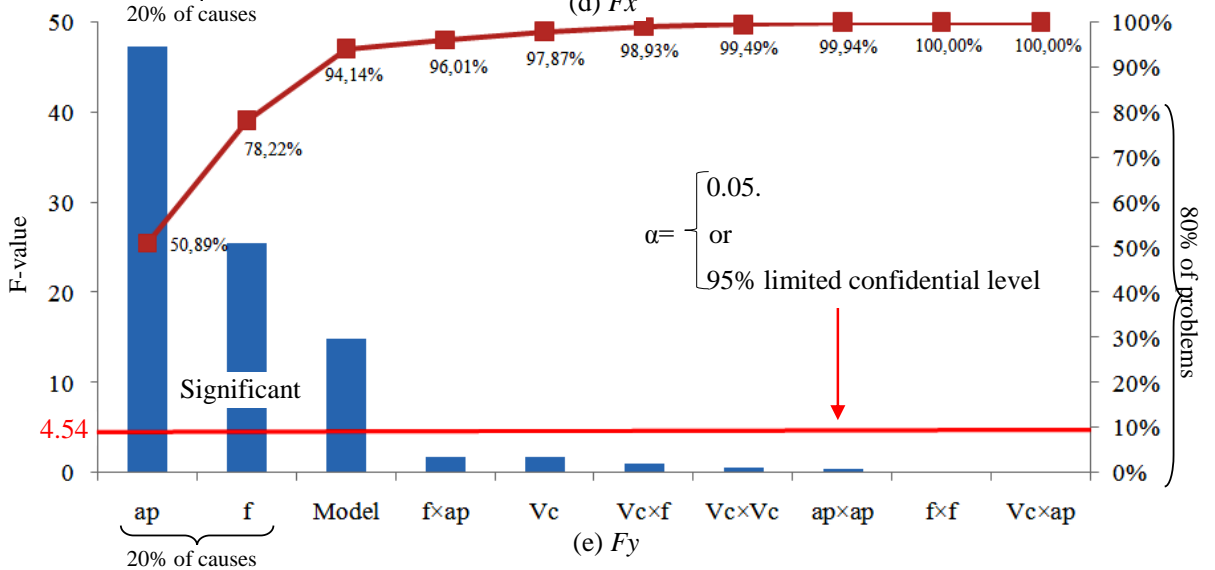 20% of causes
(d) Fx
50
40
30
20
10
4.54
0
F-value
100%
90%
80%
70%
60%
50%
40%
30%
20%
10%
0%
80% of problems
50,89%
78,22%
94,14%
96,01%
97,87%
98,93%
99,49%
99,94%
100,00%
100,00%
0.05.
α= or
95% limited confidential level
Significant
ap f Model f×ap Vc Vc×f Vc×Vc ap×ap f×f Vc×ap
20% of causes
(e) Fy